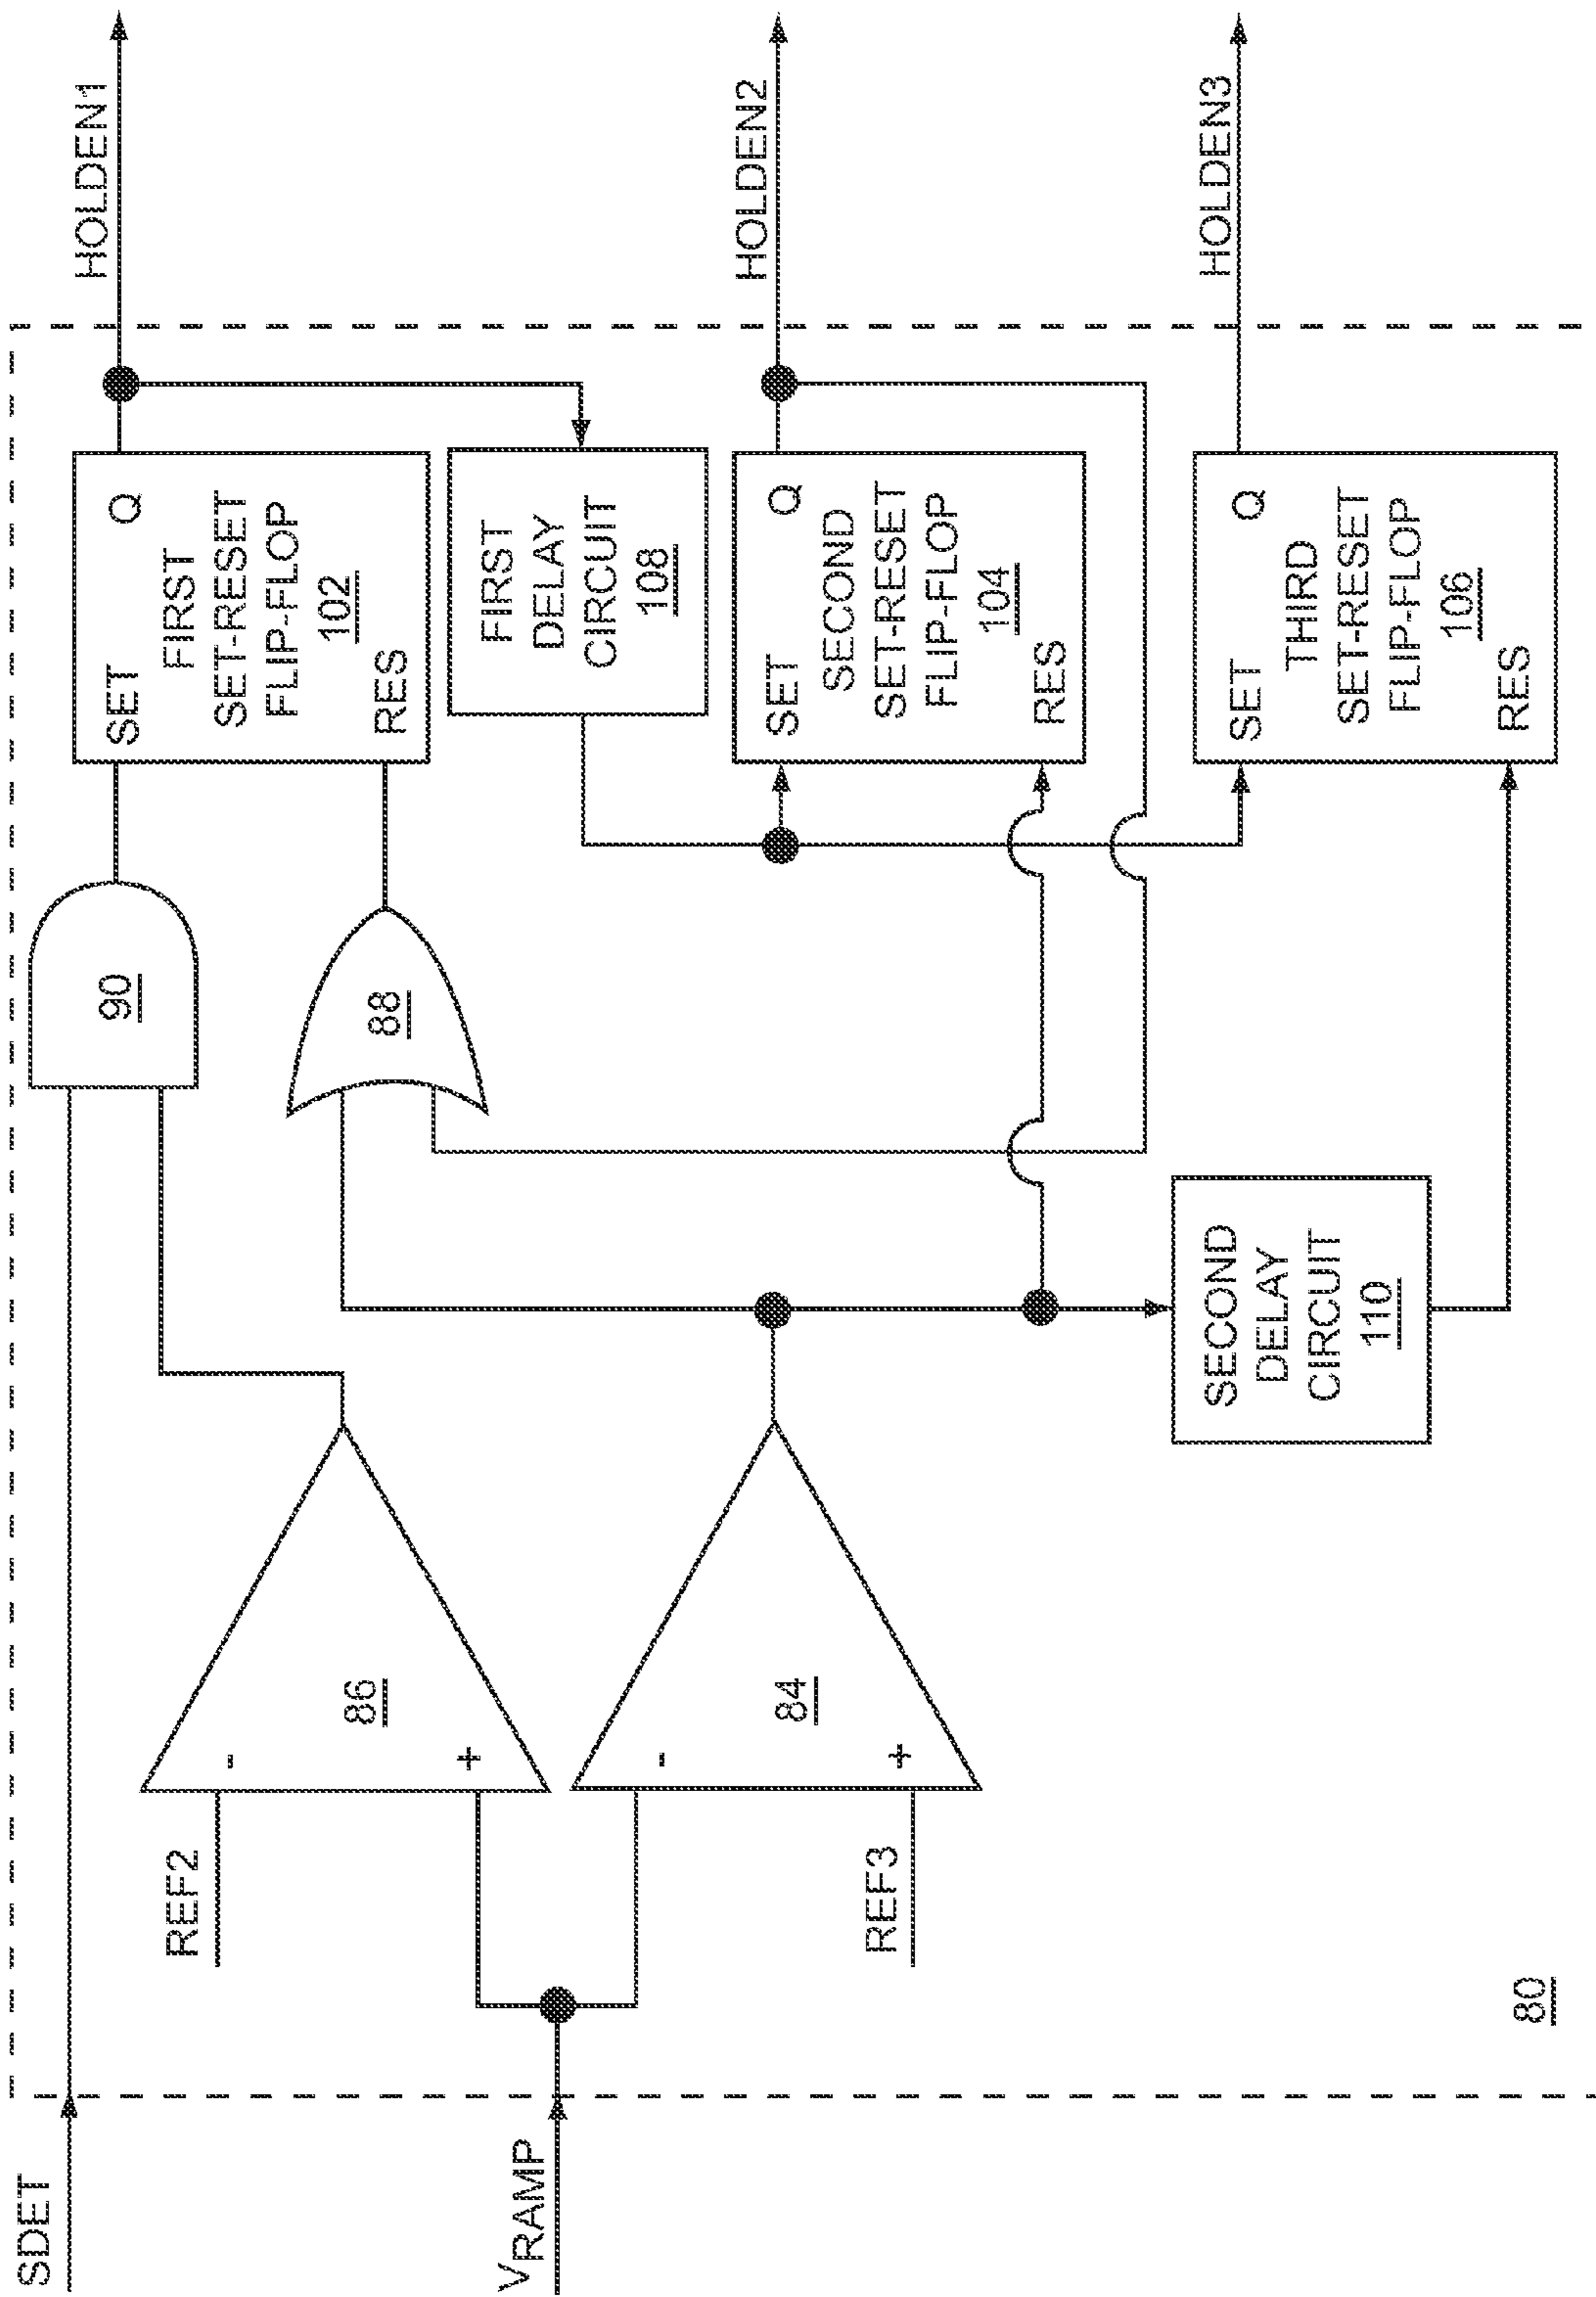 SDET
VRAMP
REF2
REF3
-
+
86
-
+
84
90
88
SECOND
DELAY
CIRCUIT
110
SET
Q
FIRST
SET-RESET
FLIP-FLOP
102
RES
FIRST
DELAY
CIRCUIT
108
SET
Q
SECOND
SET-RESET
FLIP-FLOP
104
RES
SET
Q
THIRD
SET-RESET
FLIP-FLOP
106
RES
HOLDEN1
HOLDEN2
HOLDEN3
80